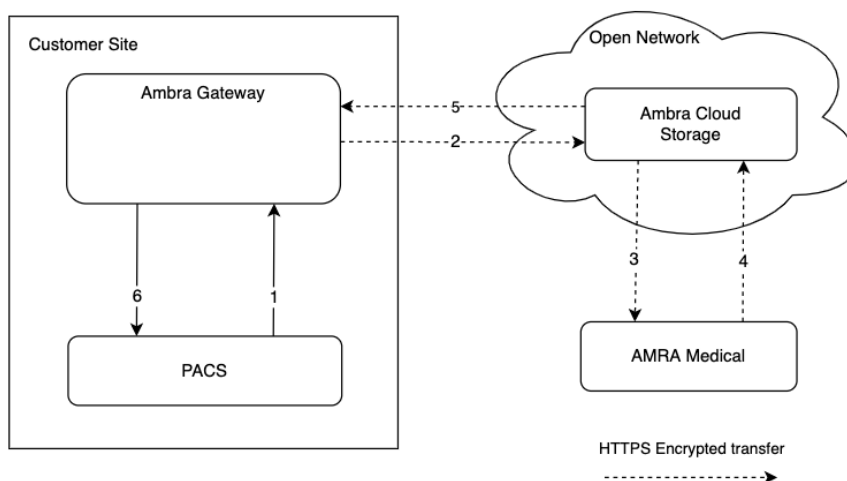 Customer Site
Open Network
Ambra Gateway
Ambra Cloud
Storage
5
2
3
4
6
1
PACS
AMRA Medical
HTTPS Encrypted transfer